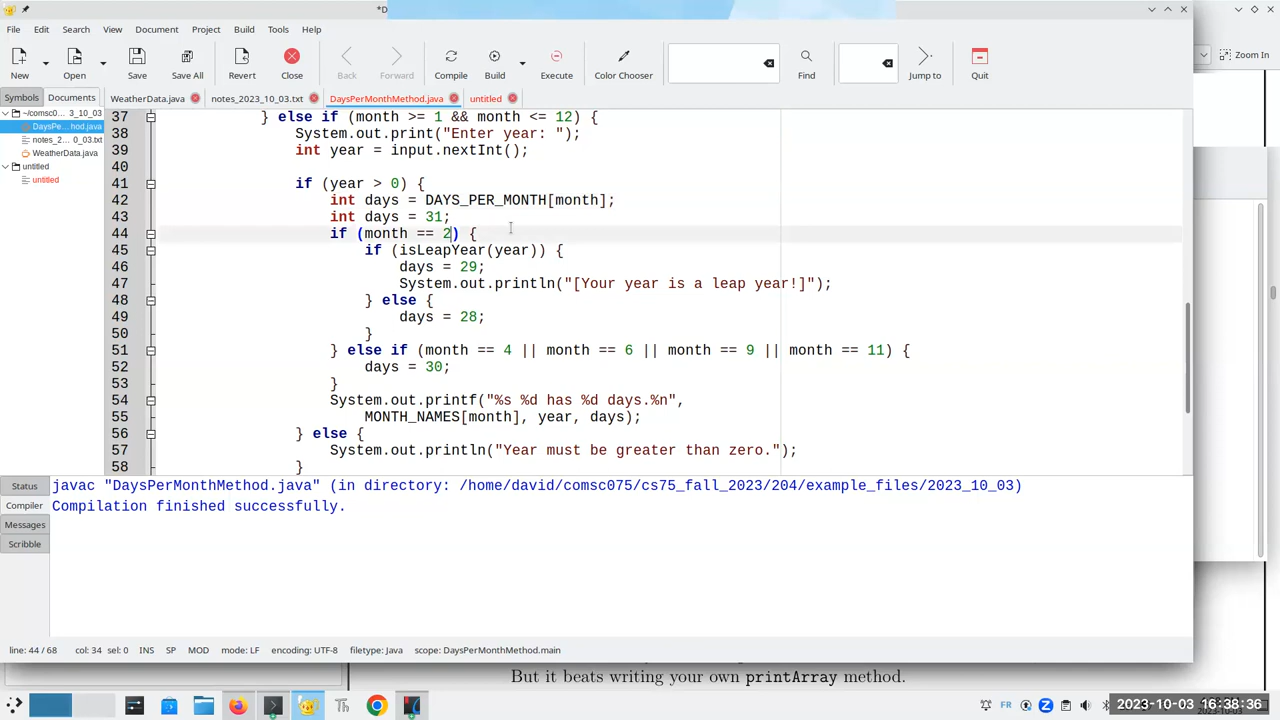 *D
File Edit Search View Document Project Build Tools Help
New Open Save Save All Revert Close Back Forward Compile Build Execute Color Chooser Find Jump to Quit
Zoom In
Symbols Documents WeatherData.java notes_2023_10_03.txt DaysPerMonthMethod.java untitled
~/comsc0… 3_10_03
DaysPe…hod.java
notes_2…0_03.txt
WeatherData.java
untitled
untitled
37 } else if (month >= 1 && month <= 12) {
38 System.out.print("Enter year: ");
39 int year = input.nextInt();
40
41 if (year > 0) {
42 int days = DAYS_PER_MONTH[month];
43 int days = 31;
44 if (month == 2) {
45 if (isLeapYear(year)) {
46 days = 29;
47 System.out.println("[Your year is a leap year!]");
48 } else {
49 days = 28;
50 }
51 } else if (month == 4 || month == 6 || month == 9 || month == 11) {
52 days = 30;
53 }
54 System.out.printf("%s %d has %d days.%n",
55 MONTH_NAMES[month], year, days);
56 } else {
57 System.out.println("Year must be greater than zero.");
58 }
Status
Compiler
Messages
Scribble
javac "DaysPerMonthMethod.java" (in directory: /home/david/comsc075/cs75_fall_2023/204/example_files/2023_10_03)
Compilation finished successfully.
line: 44 / 68 col: 34 sel: 0 INS SP MOD mode: LF encoding: UTF-8 filetype: Java scope: DaysPerMonthMethod.main
But it beats writing your own printArray method.
Th
FR
2023-10-03 16:38:36